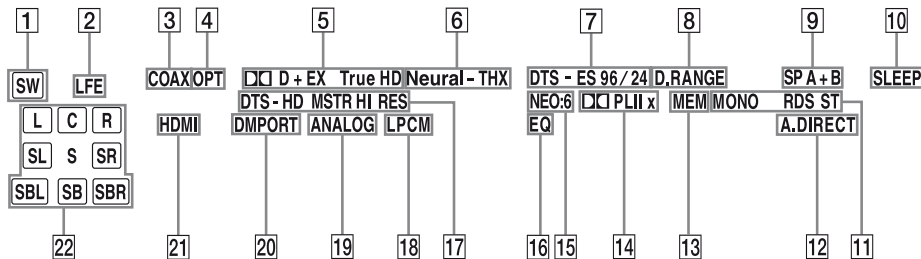 1 2 3 4 5 6 7 8 9 10
SW LFE COAX OPT D + EX True HD Neural - THX DTS - ES 96 / 24 D.RANGE SP A + B SLEEP
DTS - HD MSTR HI RES NEO:6 PLII x MEM MONO RDS ST
L C R HDMI DMPORT ANALOG LPCM EQ A.DIRECT
SL S SR
SBL SB SBR
22 21 20 19 18 17 16 15 14 13 12 11